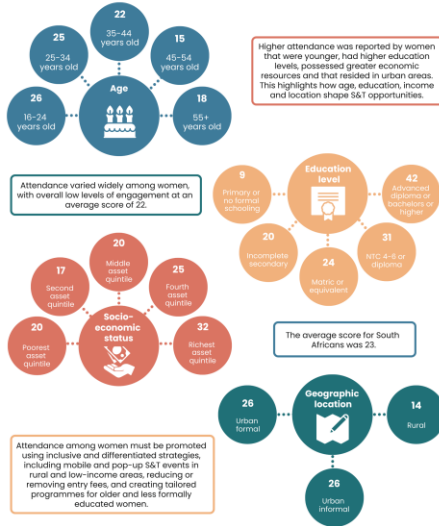 22
35-44
years old
25
25-34
years old
15
45-54
years old
26
16-24
years old
Age
18
55+
years old
Higher attendance was reported by women
that were younger, had higher education
levels, possessed greater economic
resources and that resided in urban areas.
This highlights how age, education, income
and location shape S&T opportunities.
Attendance varied widely among women,
with overall low levels of engagement at an
average score of 22.
Education
level
9
Primary or
no formal
schooling
42
Advanced
diploma or
bachelors or
higher
20
Incomplete
secondary
24
Matric or
equivalent
31
NTC 4-6 or
diploma
20
Middle
asset
quintile
17
Second
asset
quintile
25
Fourth
asset
quintile
20
Poorest
asset
quintile
Socio-
economic
status
32
Richest
asset
quintile
The average score for South
Africans was 23.
26
Urban
formal
Geographic
location
14
Rural
26
Urban
informal
Attendance among women must be promoted
using inclusive and differentiated strategies,
including mobile and pop-up S&T events in
rural and low-income areas, reducing or
removing entry fees, and creating tailored
programmes for older and less formally
educated women.